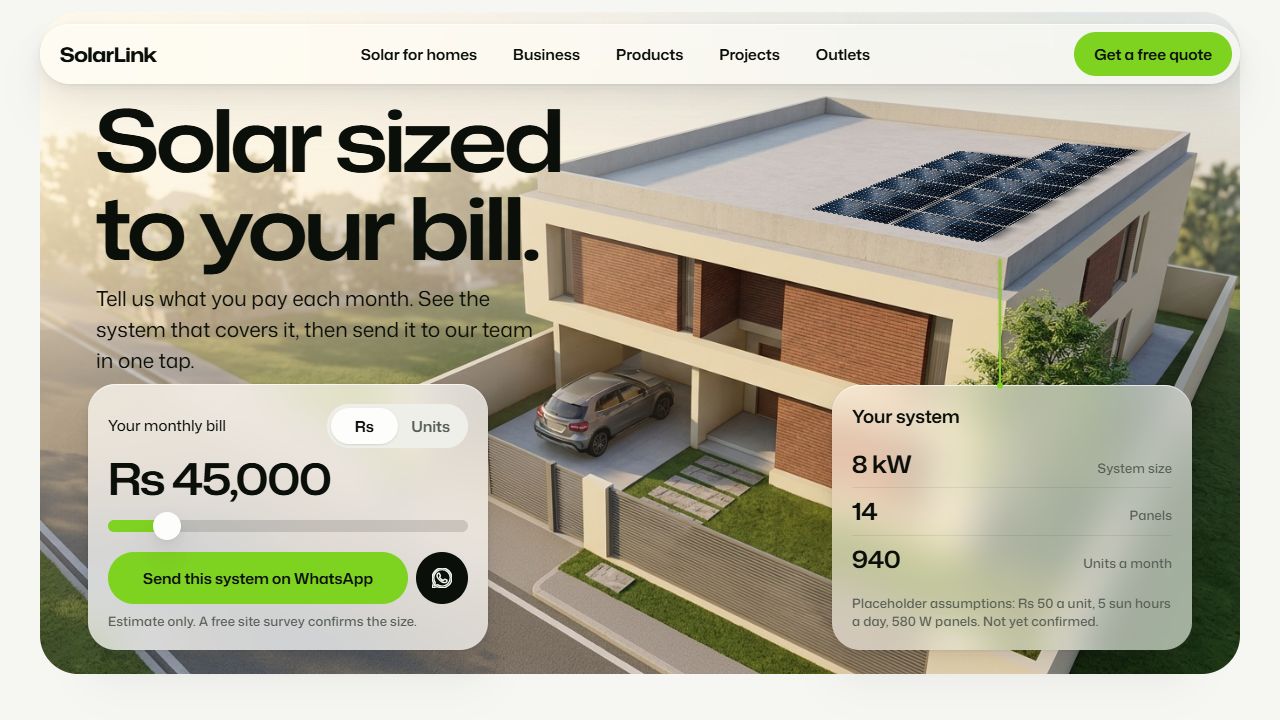 SolarLink
Solar for homes
Business
Products
Projects
Outlets
Get a free quote
Solar sized
to your bill.
Tell us what you pay each month. See the
system that covers it, then send it to our team
in one tap.
Your monthly bill
Rs
Units
Rs 45,000
Send this system on WhatsApp
Estimate only. A free site survey confirms the size.
Your system
8 kW
System size
14
Panels
940
Units a month
Placeholder assumptions: Rs 50 a unit, 5 sun hours
a day, 580 W panels. Not yet confirmed.